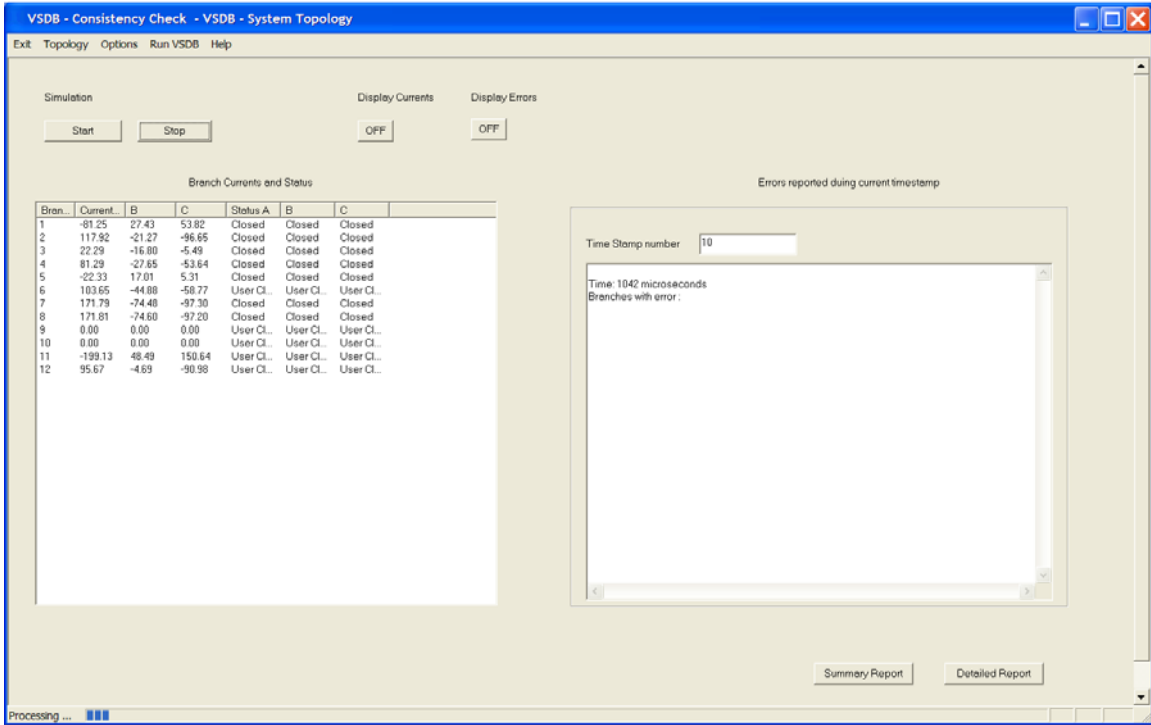 VSDB - Consistency Check - VSDB - System Topology
Exit Topology Options Run VSDB Help
Simulation Display Currents Display Errors
Start Stop OFF OFF
Branch Currents and Status
Errors reported duing current timestamp
Bran... Current... B C Status A B C
1 -81.25 27.43 53.82 Closed Closed Closed
2 117.92 -21.27 -96.65 Closed Closed Closed
3 22.29 -16.80 -5.49 Closed Closed Closed
4 81.29 -27.65 -53.64 Closed Closed Closed
5 -22.33 17.01 5.31 Closed Closed Closed
6 103.65 -44.88 -58.77 User Cl... User Cl... User Cl...
7 171.79 -74.48 -97.30 Closed Closed Closed
8 171.81 -74.60 -97.20 Closed Closed Closed
9 0.00 0.00 0.00 User Cl... User Cl... User Cl...
10 0.00 0.00 0.00 User Cl... User Cl... User Cl...
11 -199.13 48.49 150.64 User Cl... User Cl... User Cl...
12 95.67 -4.69 -90.98 User Cl... User Cl... User Cl...
Time Stamp number 10
Time: 1042 microseconds
Branches with error :
Summary Report Detailed Report
Processing ...